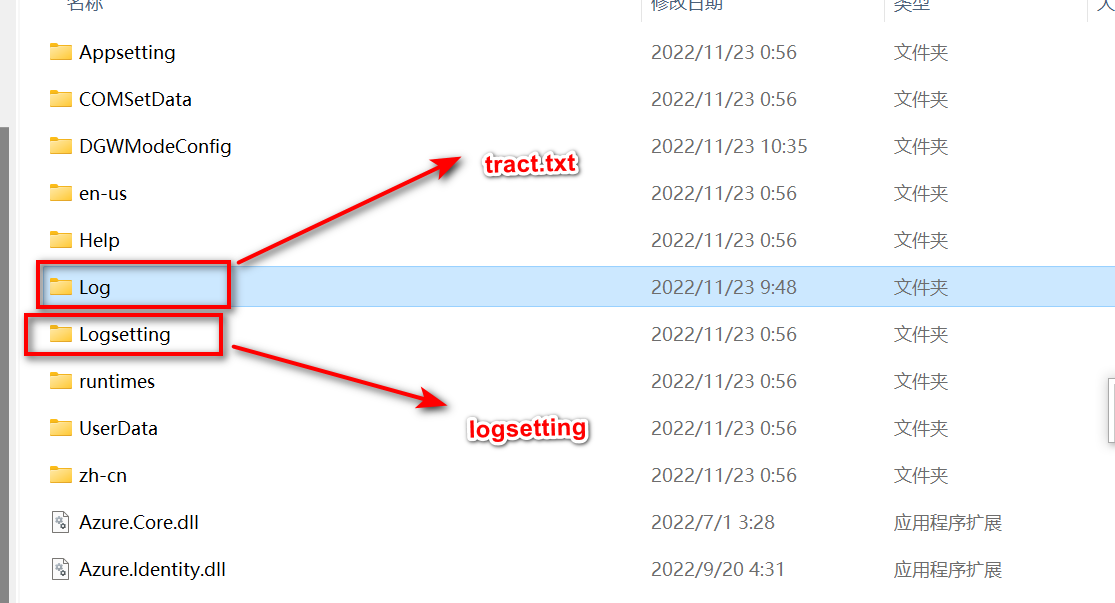 名称 修改日期 类型
Appsetting 2022/11/23 0:56 文件夹
COMSetData 2022/11/23 0:56 文件夹
DGWModeConfig 2022/11/23 10:35 文件夹
tract.txt
en-us 2022/11/23 0:56 文件夹
Help 2022/11/23 0:56 文件夹
Log 2022/11/23 9:48 文件夹
Logsetting 2022/11/23 0:56 文件夹
runtimes 2022/11/23 0:56 文件夹
UserData 2022/11/23 0:56 文件夹
logsetting
zh-cn 2022/11/23 0:56 文件夹
Azure.Core.dll 2022/7/1 3:28 应用程序扩展
Azure.Identity.dll 2022/9/20 4:31 应用程序扩展